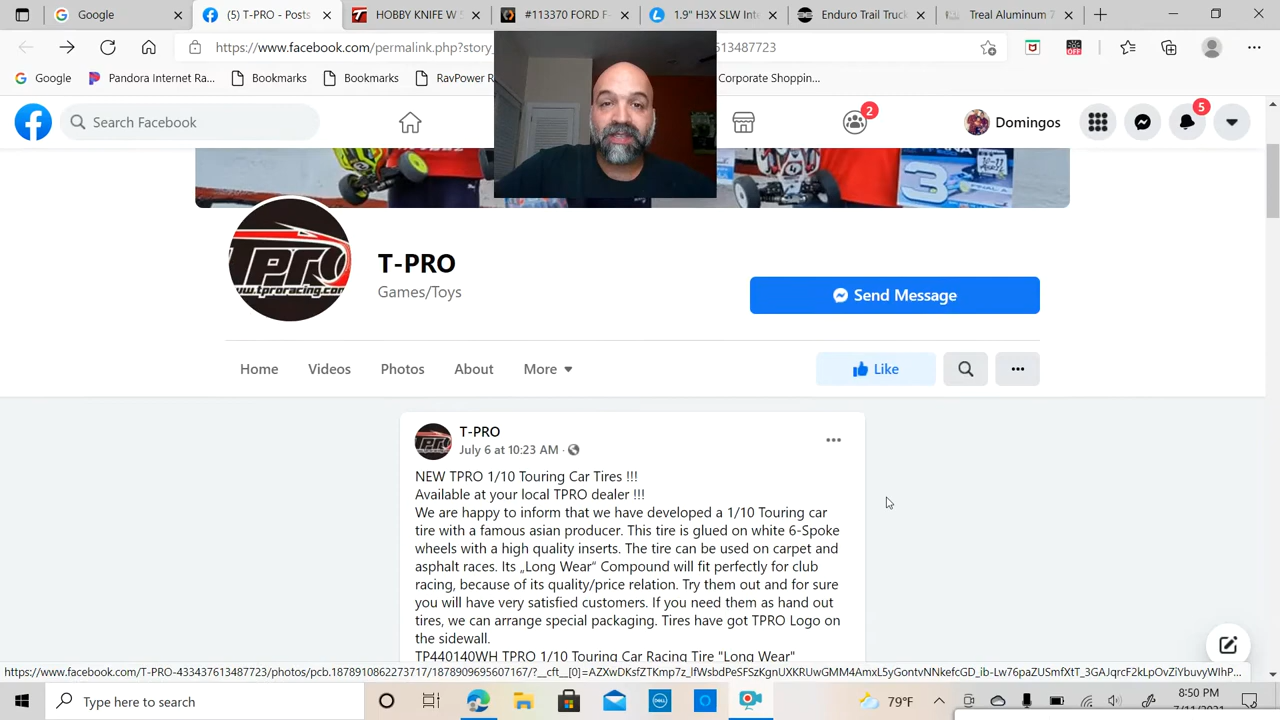 Google
(5) T-PRO - Posts
HOBBY KNIFE W S
#113370 FORD F-
1.9" H3X SLW Int
Enduro Trail Truck
Treal Aluminum 7
https://www.facebook.com/permalink.php?story_
613487723
OFF
Google
Pandora Internet Ra...
Bookmarks
Bookmarks
RavPower R
Corporate Shoppin...
Search Facebook
2
Domingos
5
3
TPRO
www.tproracing.com
T-PRO
Games/Toys
Send Message
Home
Videos
Photos
About
More
Like
T-PRO
July 6 at 10:23 AM ·
NEW TPRO 1/10 Touring Car Tires !!!
Available at your local TPRO dealer !!!
We are happy to inform that we have developed a 1/10 Touring car
tire with a famous asian producer. This tire is glued on white 6-Spoke
wheels with a high quality inserts. The tire can be used on carpet and
asphalt races. Its „Long Wear“ Compound will fit perfectly for club
racing, because of its quality/price relation. Try them out and for sure
you will have very satisfied customers. If you need them as hand out
tires, we can arrange special packaging. Tires have got TPRO Logo on
the sidewall.
TP440140WH TPRO 1/10 Touring Car Racing Tire "Long Wear"
Type here to search
DELL
79°F
8:50 PM